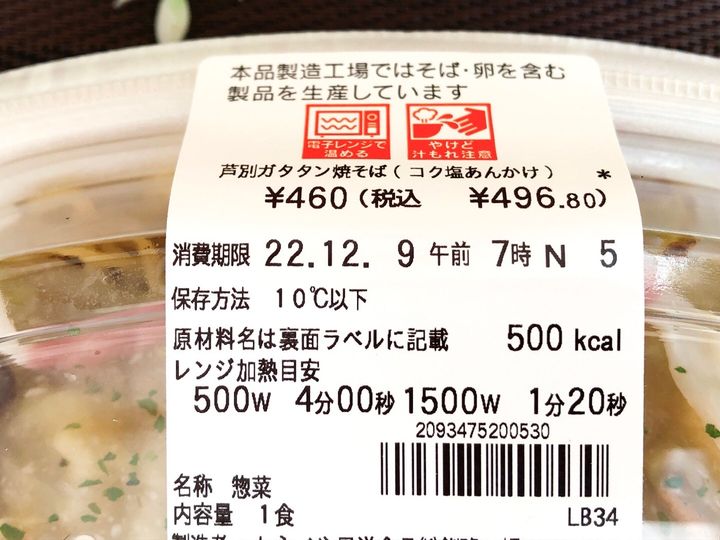 本品製造工場ではそば・卵を含む
製品を生産しています
電子レンジで
温める
やけど
汁もれ注意
芦別ガタタン焼そば(コク塩あんかけ) *
¥460(税込 ¥496.80)
消費期限 22.12. 9 午前 7時 N 5
保存方法 10℃以下
原材料名は裏面ラベルに記載 500 kcal
レンジ加熱目安
500W 4分00秒 1500W 1分20秒
2093475200530
名称 惣菜
内容量 1食 LB34